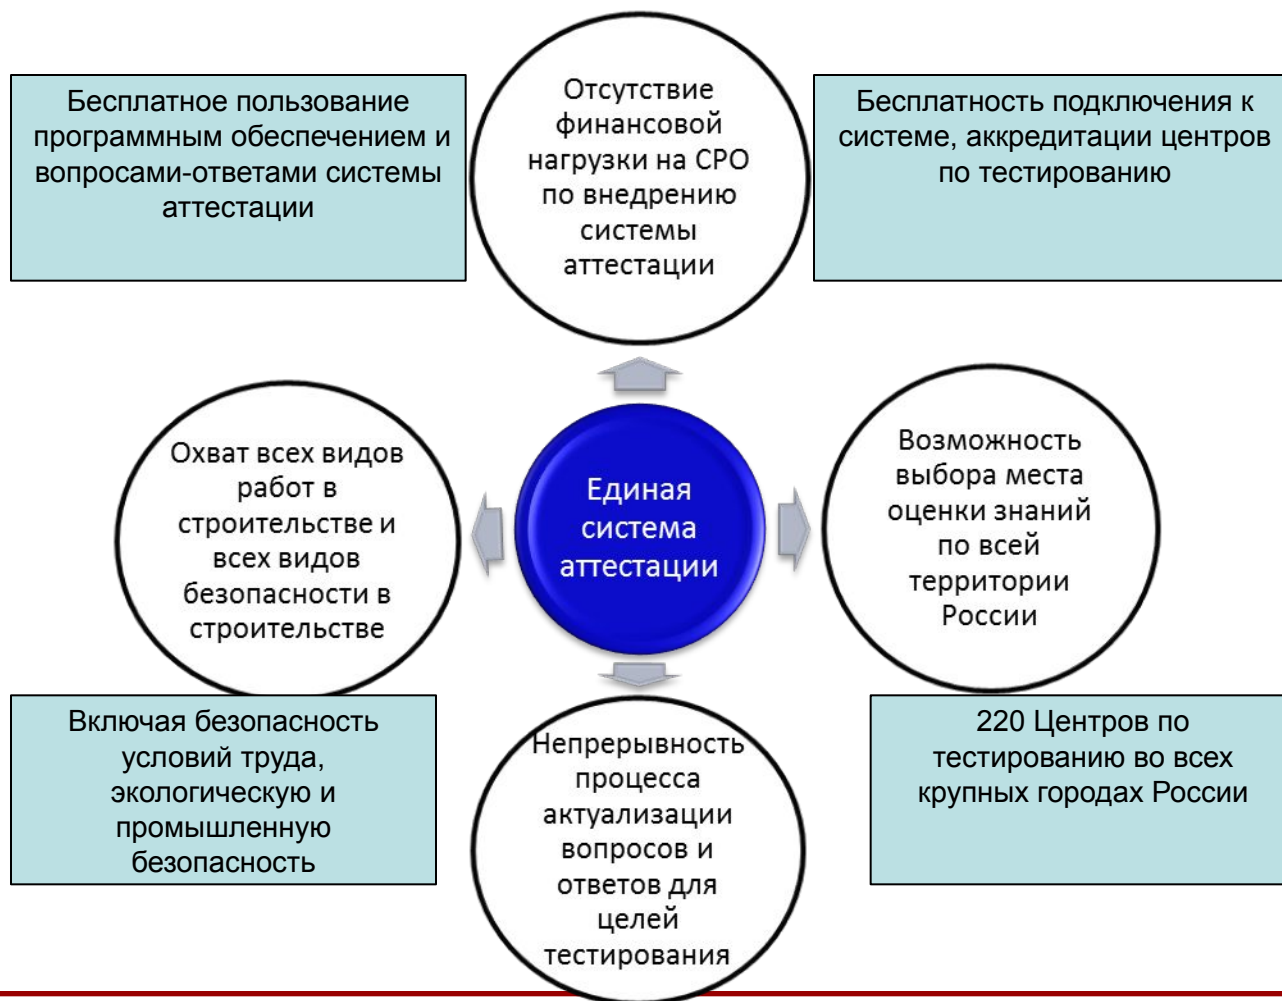 Бесплатное пользование
программным обеспечением и
вопросами-ответами системы
аттестации
Отсутствие
финансовой
нагрузки на СРО
по внедрению
системы
аттестации
Бесплатность подключения к
системе, аккредитации центров
по тестированию
Охват всех видов
работ в
строительстве и
всех видов
безопасности в
строительстве
Единая
система
аттестации
Возможность
выбора места
оценки знаний
по всей
территории
России
Включая безопасность
условий труда,
экологическую и
промышленную
безопасность
Непрерывность
процесса
актуализации
вопросов и
ответов для
целей
тестирования
220 Центров по
тестированию во всех
крупных городах России